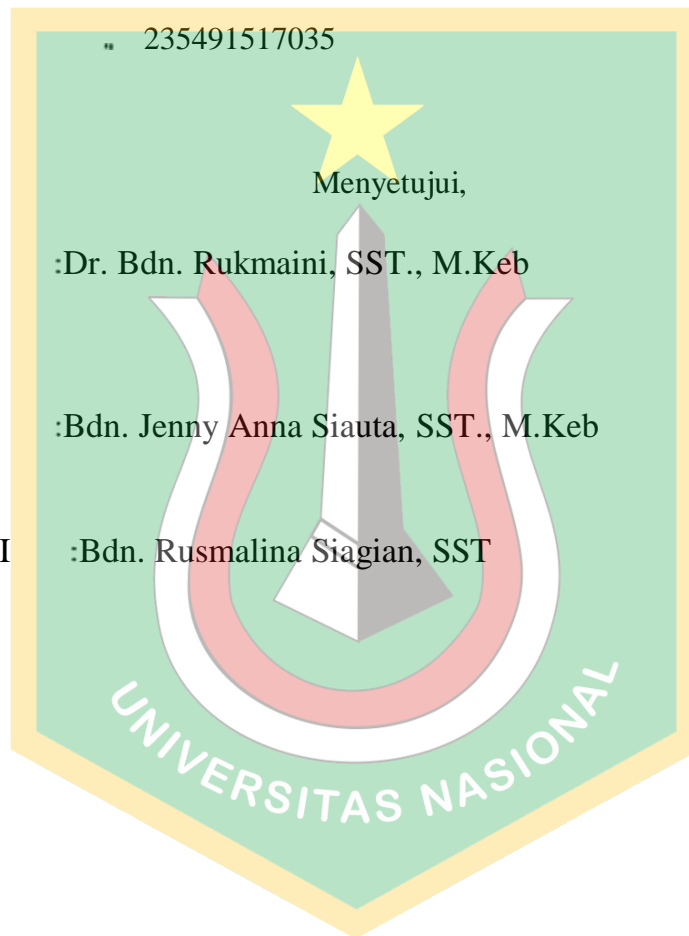 : 235491517035
Menyetujui,
:Dr. Bdn. Rukmaini, SST., M.Keb
:Bdn. Jenny Anna Siauta, SST., M.Keb
I :Bdn. Rusmalina Siagian, SST
UNIVERSITAS NASIONAL